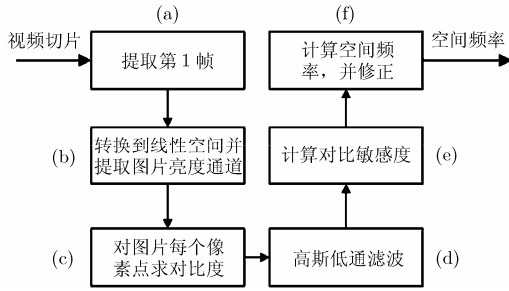 (a)
(f)
视频切片
提取第1帧
计算空间频
率，并修正
空间频率
(b)
转换到线性空间并
提取图片亮度通道
计算对比敏感度
(e)
(c)
对图片每个像
素点求对比度
高斯低通滤波
(d)